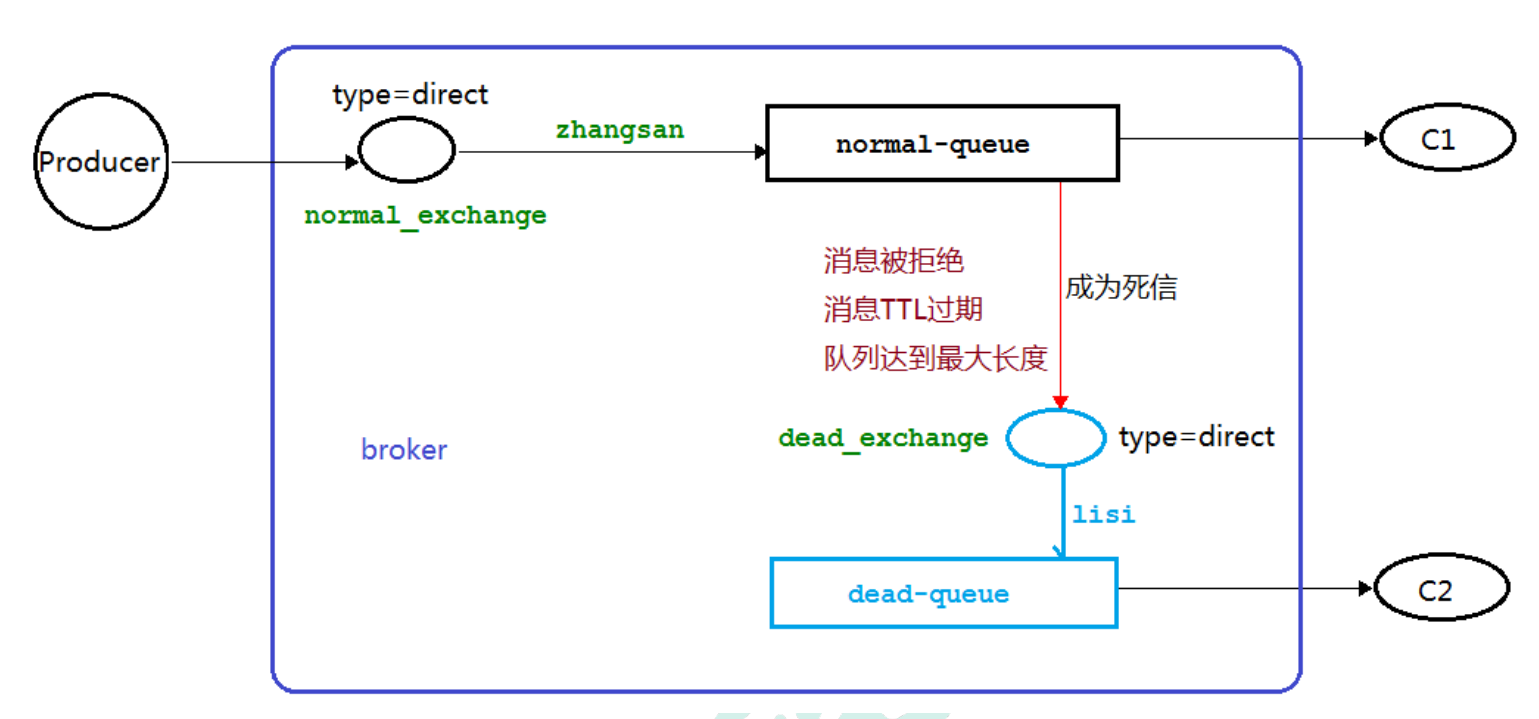 type=direct
zhangsan
Producer
normal-queue
C1
normal_exchange
消息被拒绝
消息TTL过期
成为死信
队列达到最大长度
dead_exchange
type=direct
broker
lisi
dead-queue
C2